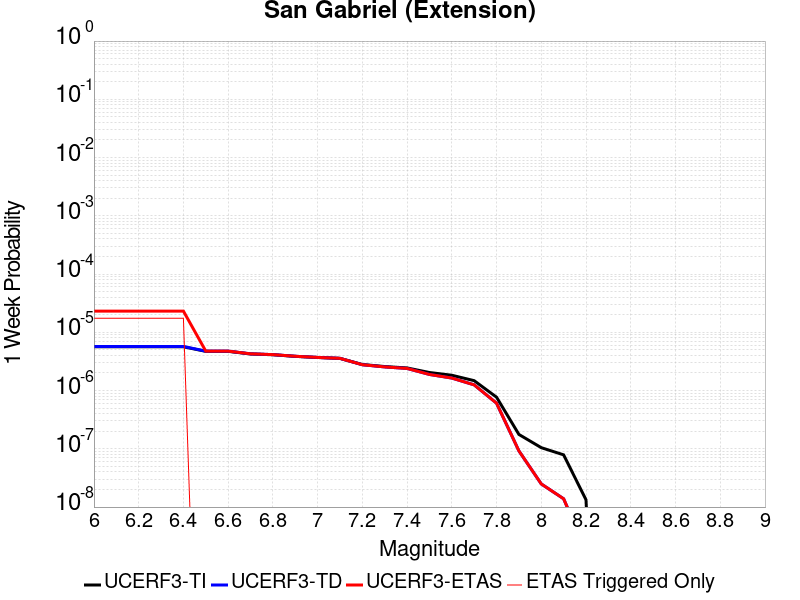 San Gabriel (Extension)
10^0
10^-1
10^-2
10^-3
10^-4
10^-5
10^-6
10^-7
10^-8
1 Week Probability
6 6.2 6.4 6.6 6.8 7 7.2 7.4 7.6 7.8 8 8.2 8.4 8.6 8.8 9
Magnitude
UCERF3-TI UCERF3-TD UCERF3-ETAS ETAS Triggered Only